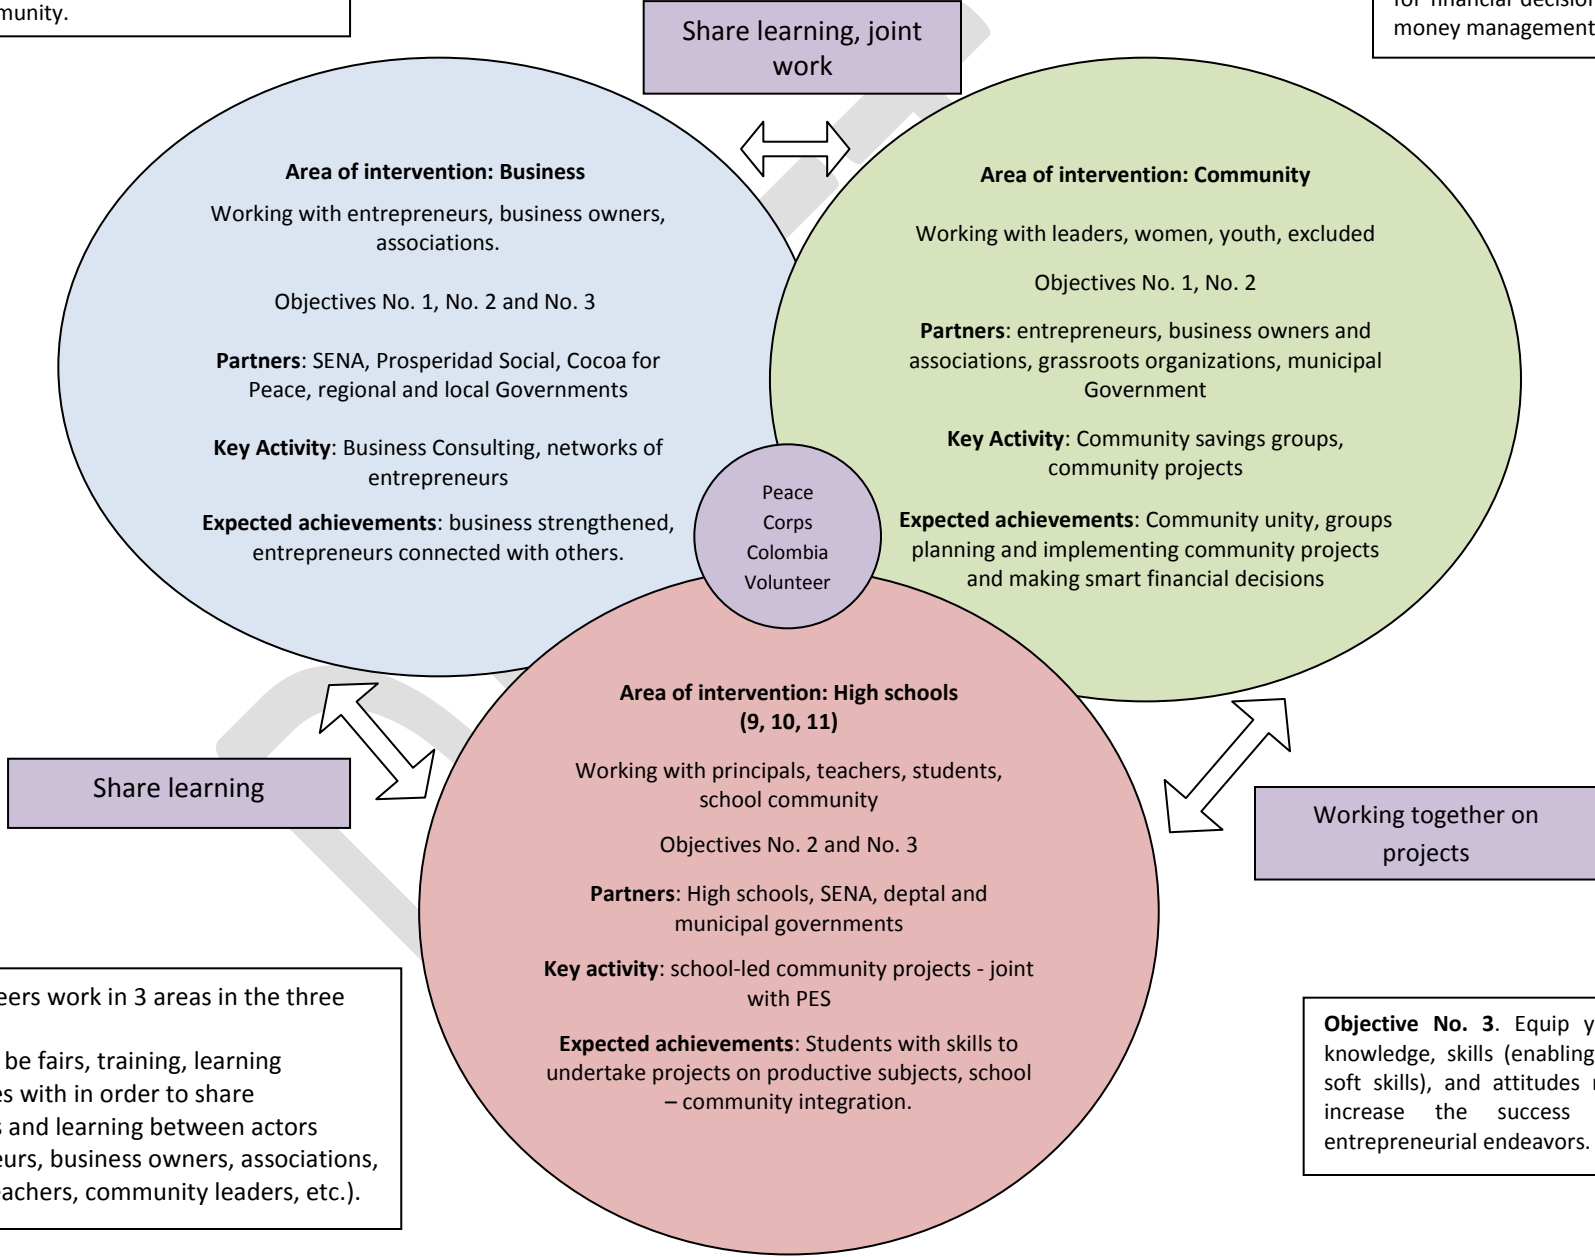 munity.
Share learning, joint
work
for financial decision
money management
Area of intervention: Business
Working with entrepreneurs, business owners,
associations.
Objectives No. 1, No. 2 and No. 3
Partners: SENA, Prosperidad Social, Cocoa for
Peace, regional and local Governments
Key Activity: Business Consulting, networks of
entrepreneurs
Expected achievements: business strengthened,
entrepreneurs connected with others.
Area of intervention: Community
Working with leaders, women, youth, excluded
Objectives No. 1, No. 2
Partners: entrepreneurs, business owners and
associations, grassroots organizations, municipal
Government
Key Activity: Community savings groups,
community projects
Expected achievements: Community unity, groups
planning and implementing community projects
and making smart financial decisions
Peace
Corps
Colombia
Volunteer
Area of intervention: High schools
(9, 10, 11)
Working with principals, teachers, students,
school community
Objectives No. 2 and No. 3
Partners: High schools, SENA, deptal and
municipal governments
Key activity: school-led community projects - joint
with PES
Expected achievements: Students with skills to
undertake projects on productive subjects, school
– community integration.
Share learning
Working together on
projects
eers work in 3 areas in the three
be fairs, training, learning
es with in order to share
s and learning between actors
eurs, business owners, associations,
eachers, community leaders, etc.).
Objective No. 3. Equip y
knowledge, skills (enabling
soft skills), and attitudes
increase the success
entrepreneurial endeavors.